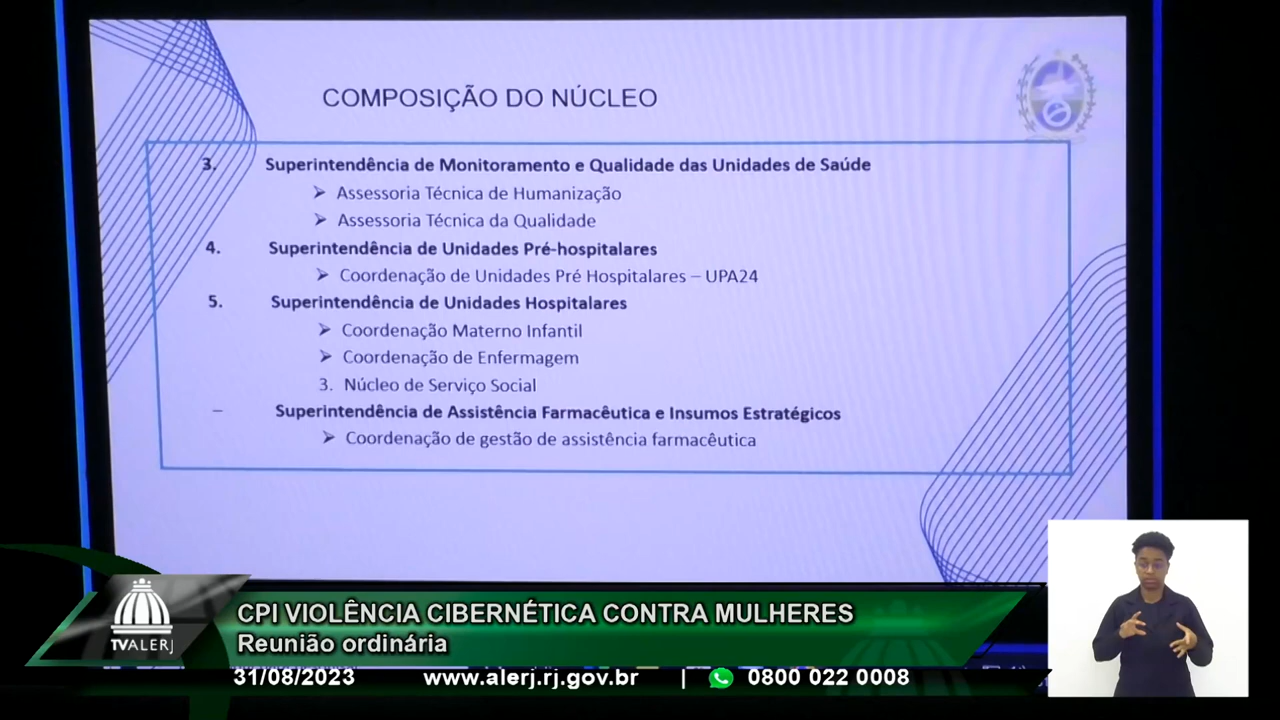 COMPOSIÇÃO DO NÚCLEO
3. Superintendência de Monitoramento e Qualidade das Unidades de Saúde
➤ Assessoria Técnica de Humanização
➤ Assessoria Técnica da Qualidade
4. Superintendência de Unidades Pré-hospitalares
➤ Coordenação de Unidades Pré Hospitalares – UPA24
5. Superintendência de Unidades Hospitalares
➤ Coordenação Materno Infantil
➤ Coordenação de Enfermagem
3. Núcleo de Serviço Social
– Superintendência de Assistência Farmacêutica e Insumos Estratégicos
➤ Coordenação de gestão de assistência farmacêutica
TVALERJ
CPI VIOLÊNCIA CIBERNÉTICA CONTRA MULHERES
Reunião ordinária
31/08/2023 www.alerj.rj.gov.br | 0800 022 0008